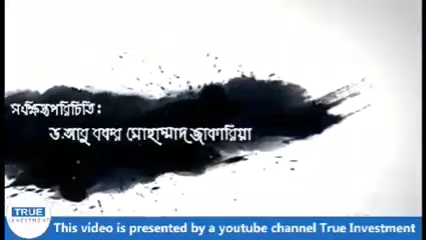 সংক্ষিপ্তপরিচিতি :
ড.আবু বকর মোহাম্মাদ জাকারিয়া
TRUE
INVESTMENT
This video is presented by a youtube channel True Investment